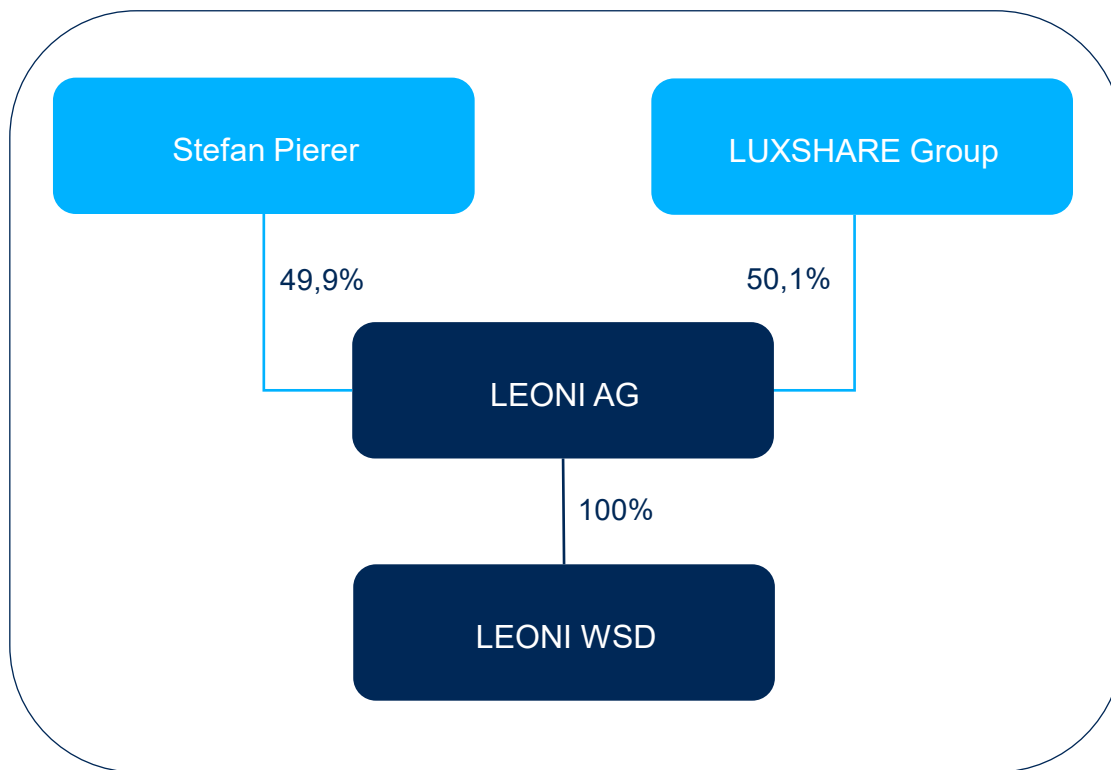 Stefan Pierer
LUXSHARE Group
49,9%
50,1%
LEONI AG
100%
LEONI WSD